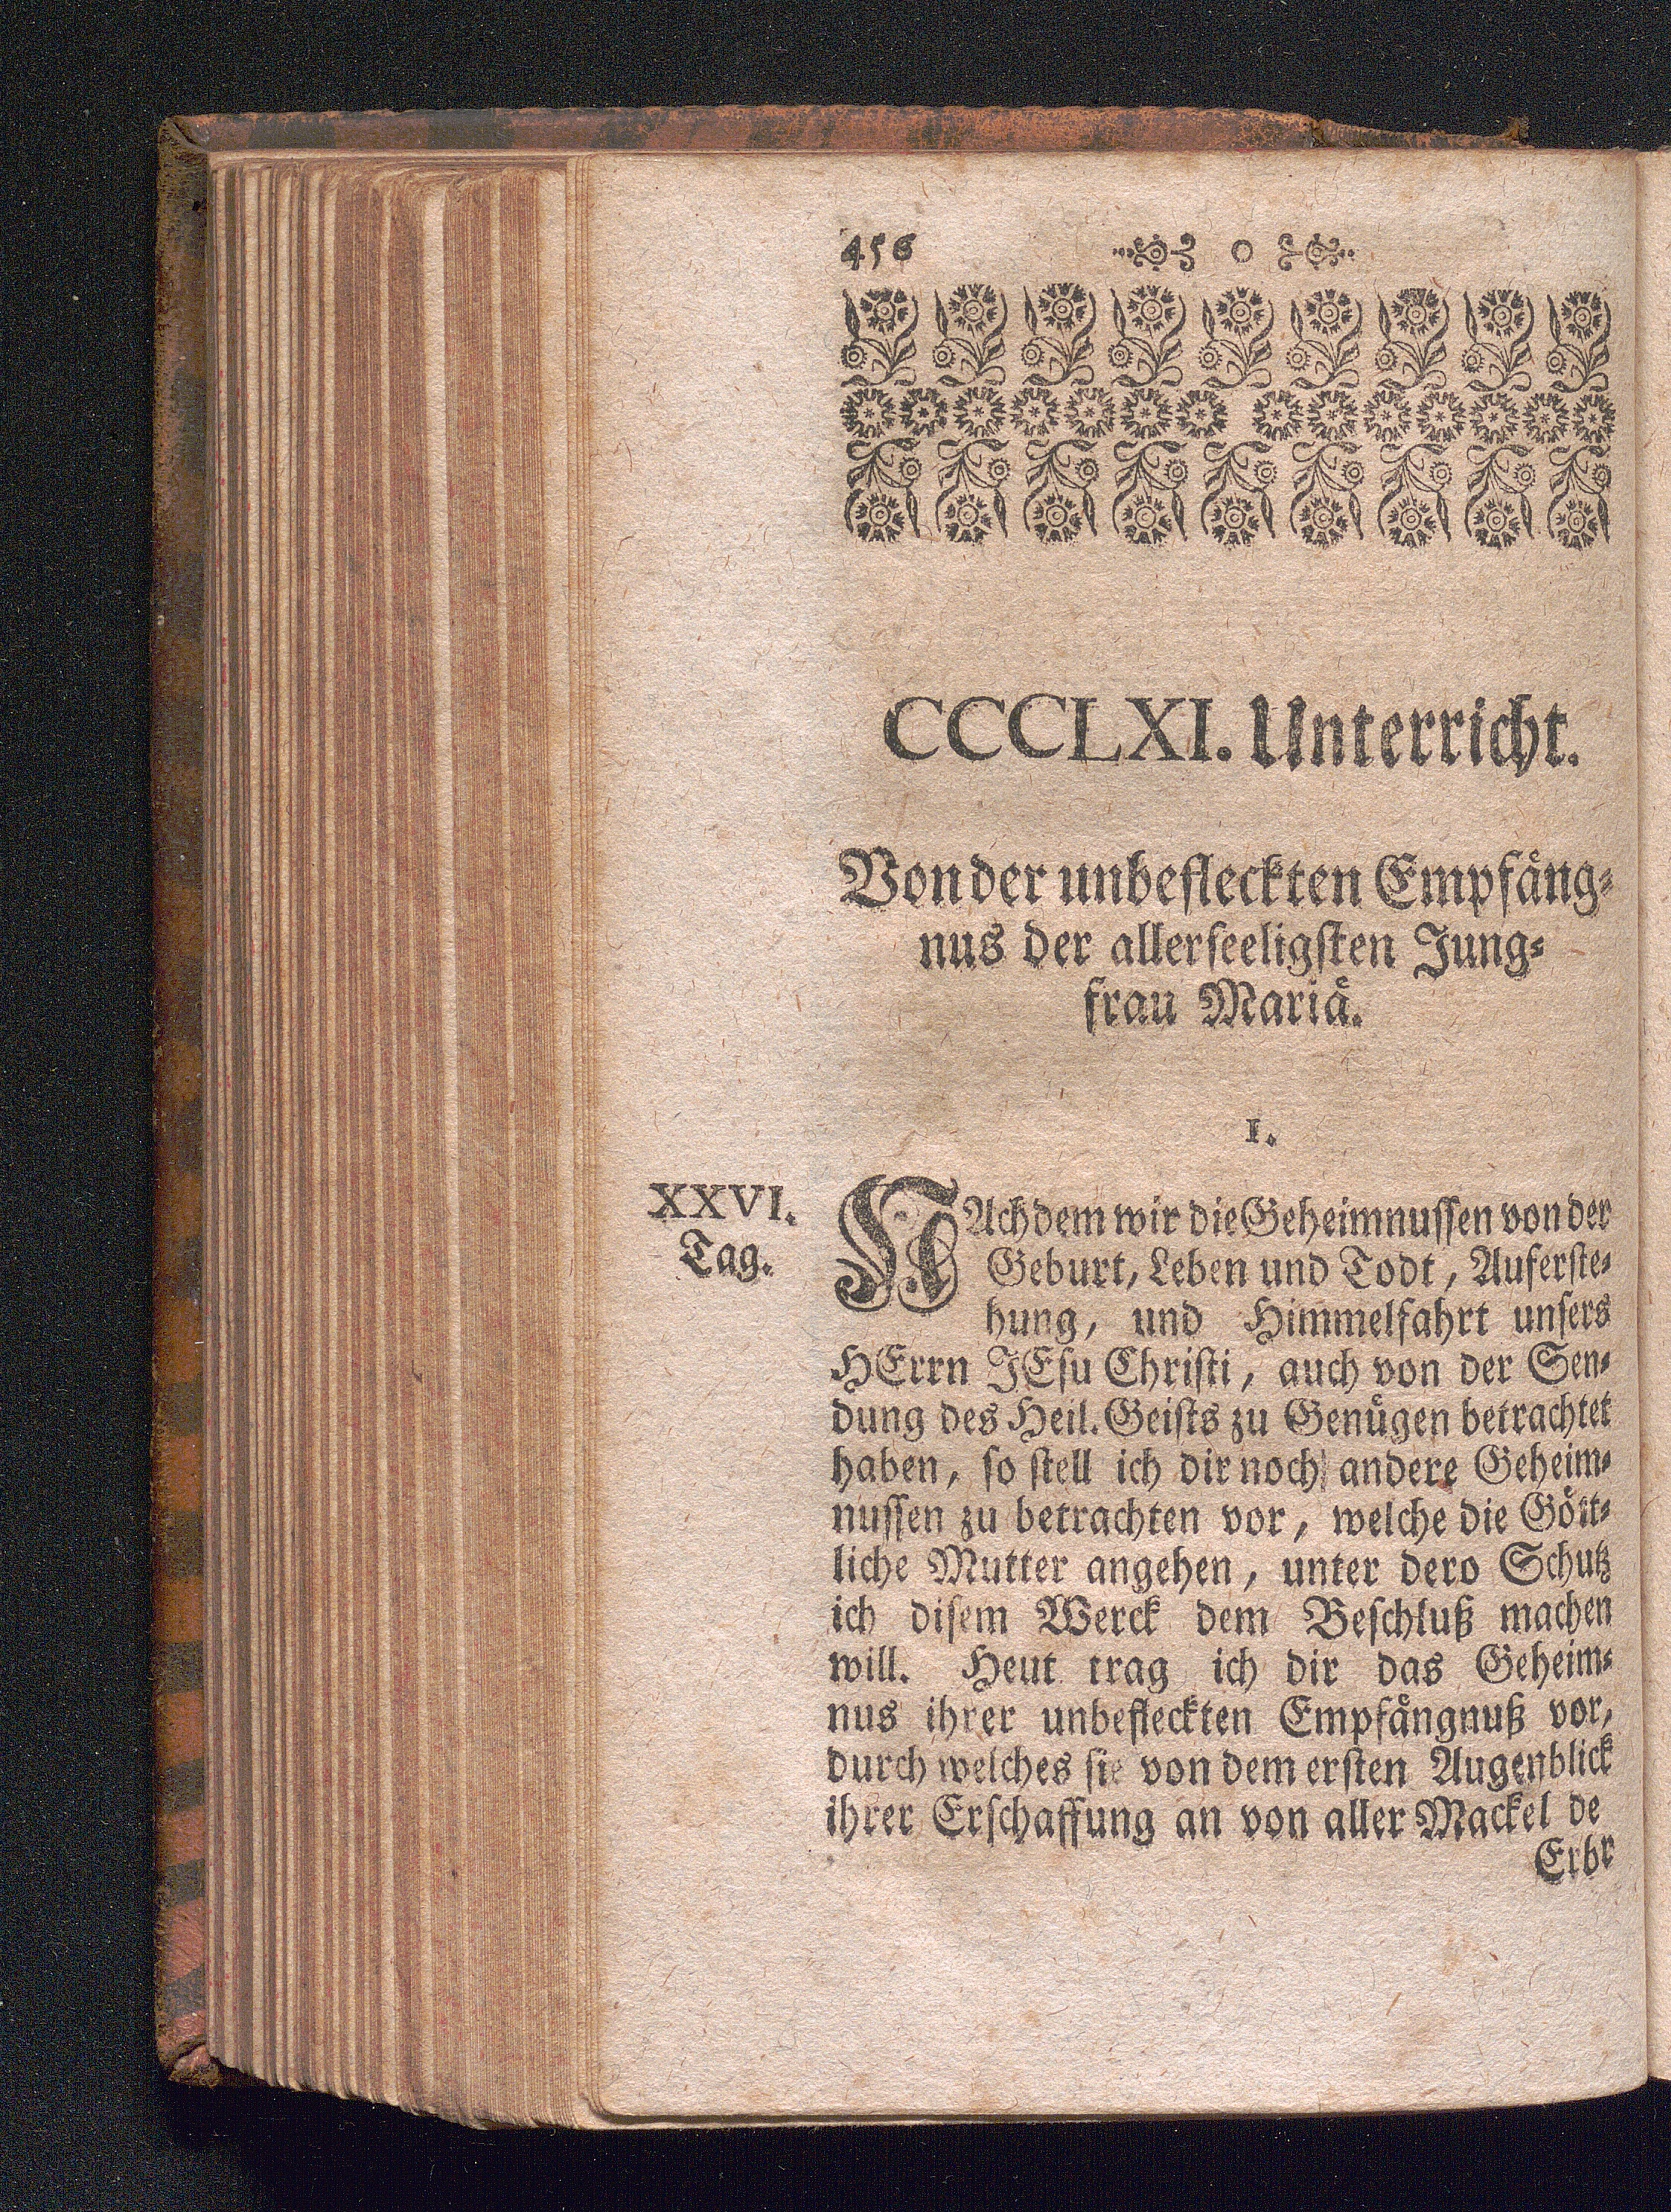 456 0
CCCLXI. Unterricht.
Von der unbefleckten Empfäng-
nus der allerseeligsten Jung-
frau Mariä.
I.
XXVI.
Tag.
NAchdem wir die Geheimnussen von der
Geburt, Leben und Todt, Auferste-
hung, und Himmelfahrt unsers
HErrn JEsu Christi, auch von der Sen-
dung des Heil. Geists zu Genügen betrachtet
haben, so stell ich dir noch andere Geheim-
nussen zu betrachten vor, welche die Gött-
liche Mutter angehen, unter dero Schutz
ich disem Werck dem Beschluß machen
will. Heut trag ich dir das Geheim-
nus ihrer unbefleckten Empfängnuß vor,
durch welches sie von dem ersten Augenblick
ihrer Erschaffung an von aller Mackel de
Erb